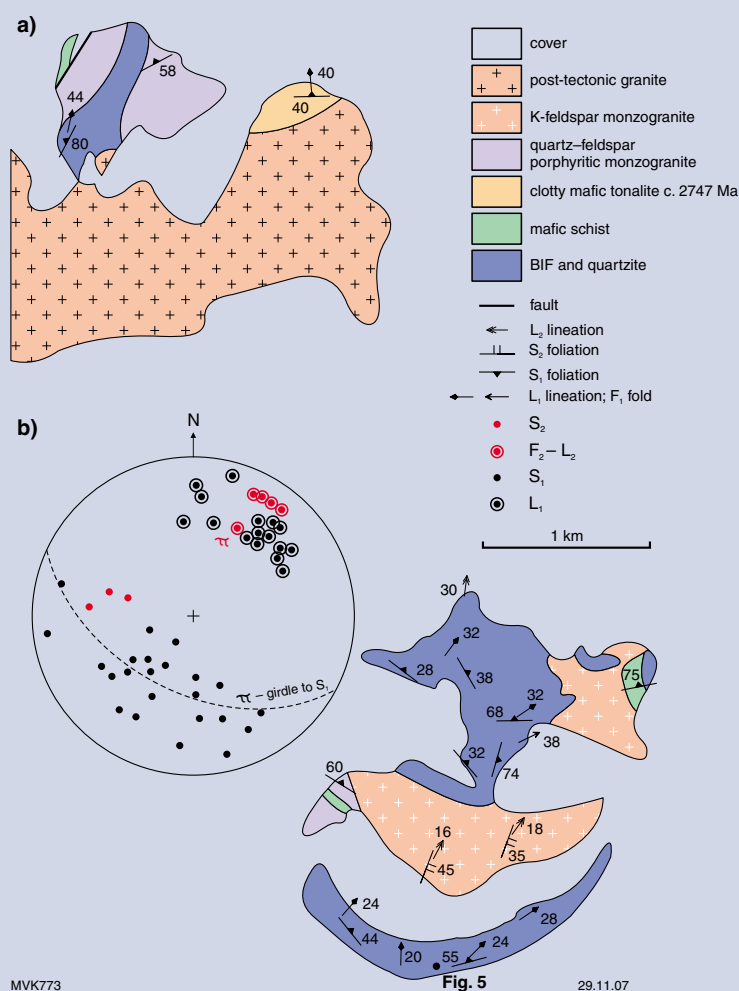 a)
58
44
80
40
40
cover
post-tectonic granite
K-feldspar monzogranite
quartz–feldspar
porphyritic monzogranite
clotty mafic tonalite c. 2747 Ma
mafic schist
BIF and quartzite
fault
L₂ lineation
S₂ foliation
S₁ foliation
L₁ lineation; F₁ fold
S₂
F₂ – L₂
S₁
L₁
1 km
b)
N
π
π – girdle to S₁
30
32
28
38
32
68
38
75
32
74
60
16
18
45
35
24
44
20
55
24
28
MVK773
Fig. 5
29.11.07